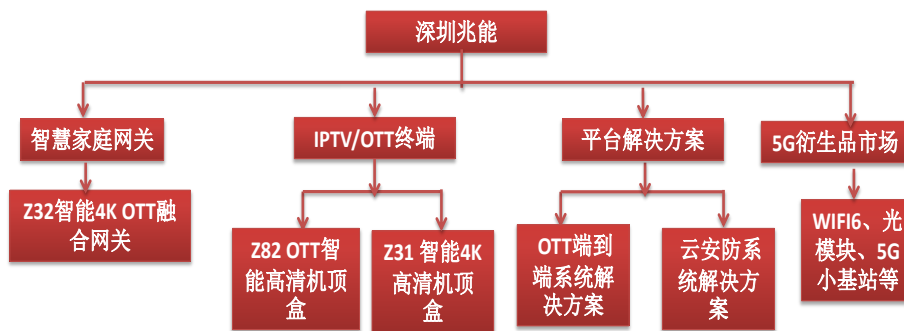 深圳兆能
智慧家庭网关
IPTV/OTT终端
平台解决方案
5G衍生品市场
Z32智能4K OTT融
合网关
Z82 OTT智
能高清机顶
盒
Z31 智能4K
高清机顶
盒
OTT端到
端系统解
决方案
云安防系
统解决方
案
WIFI6、光
模块、5G
小基站等